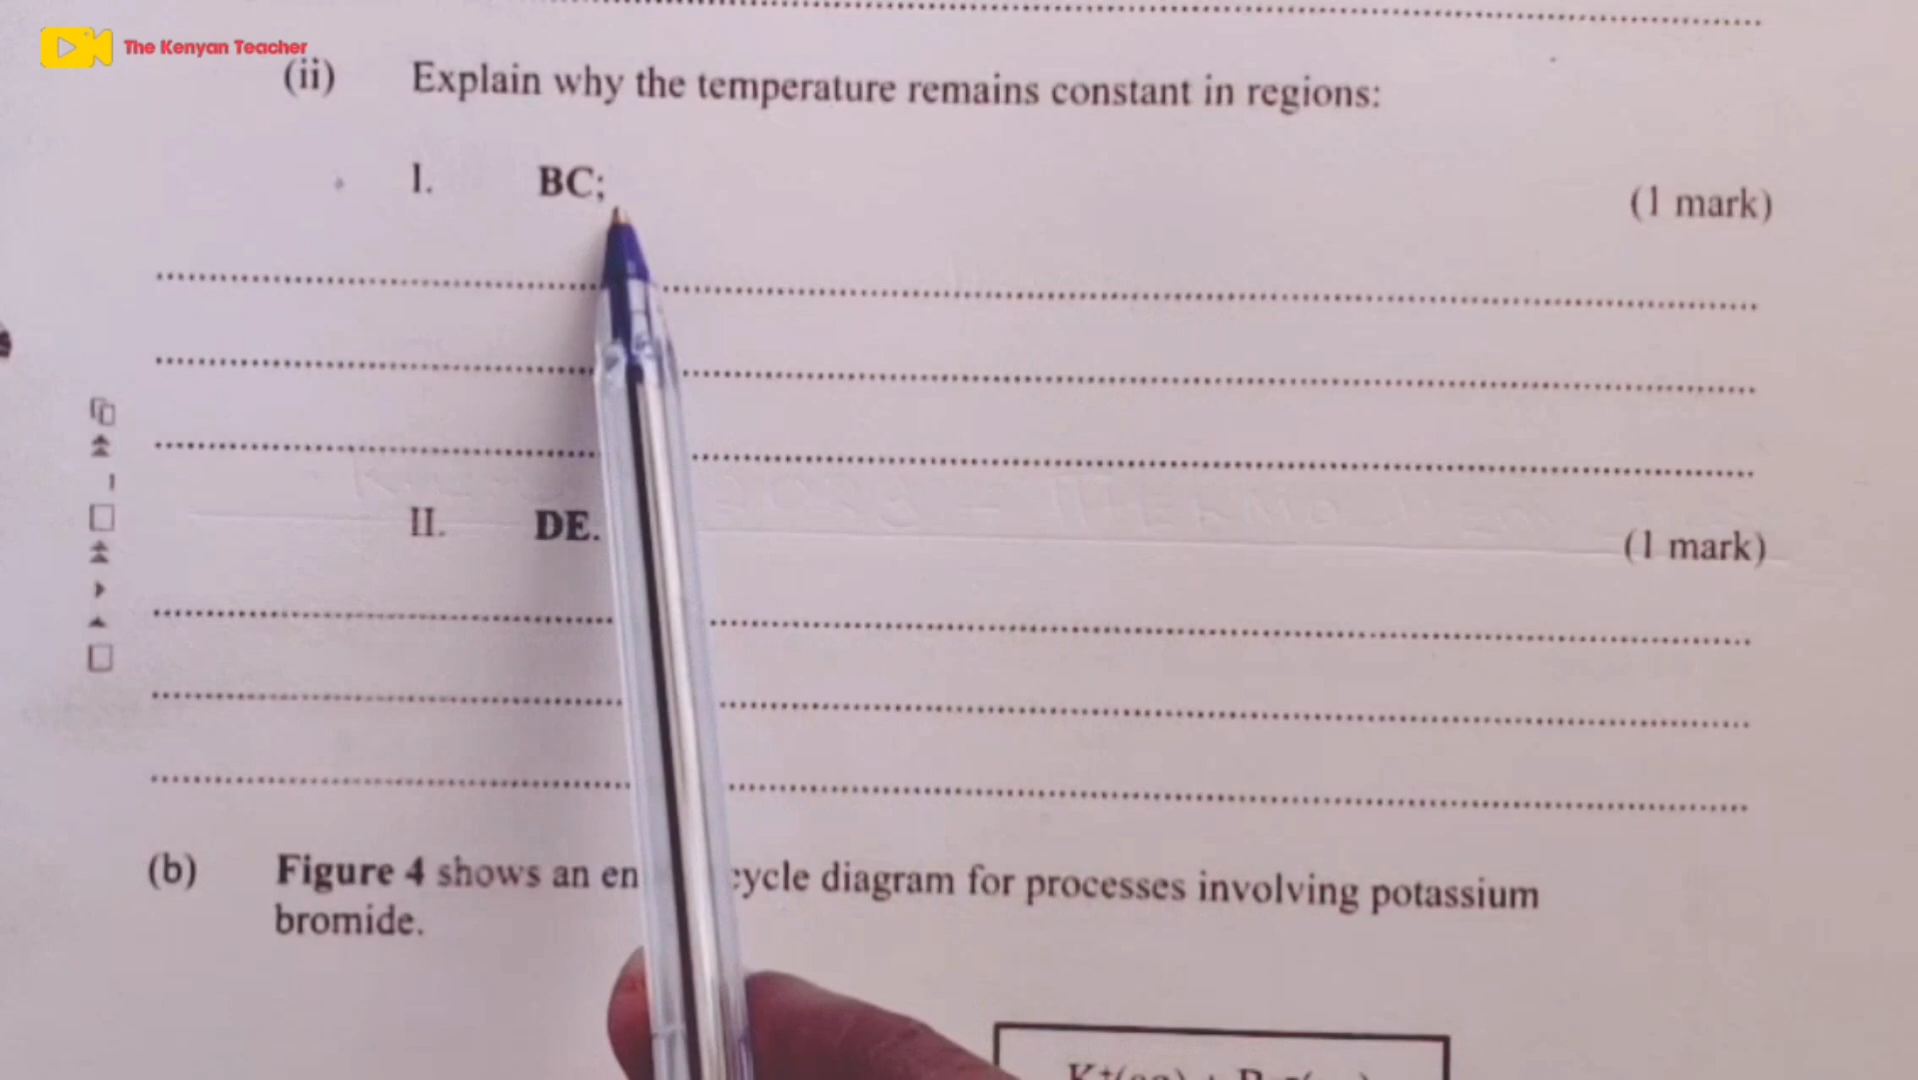 The Kenyan Teacher
(ii) Explain why the temperature remains constant in regions:
I. BC; (1 mark)
II. DE. (1 mark)
(b) Figure 4 shows an en cycle diagram for processes involving potassium
bromide.